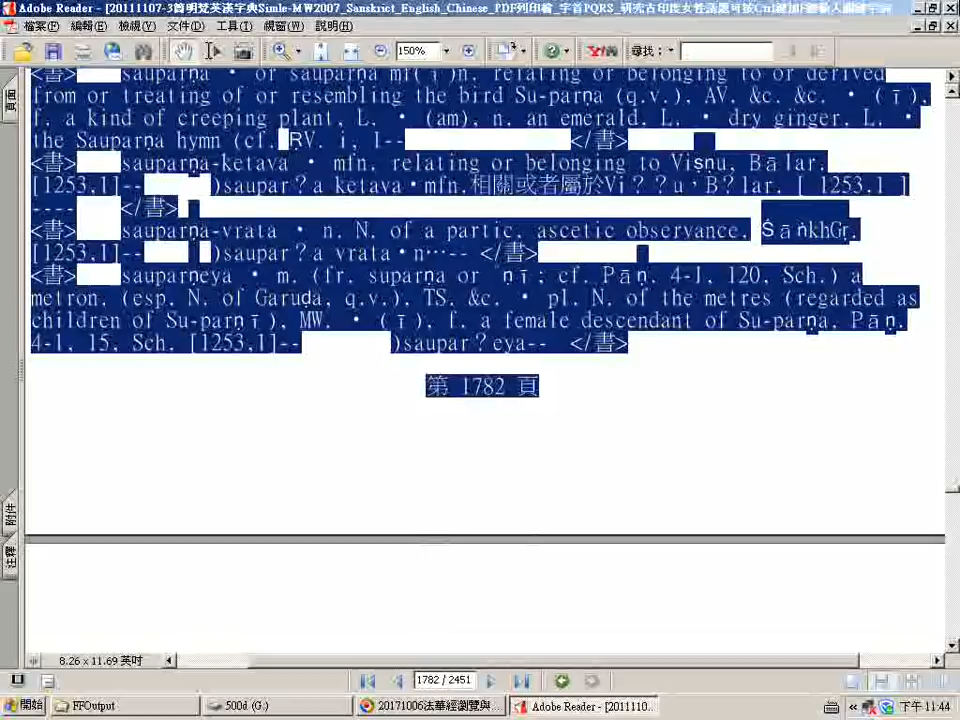 Adobe Reader - [20111107-3首明梵英漢字典Simle-MW2007_Sanskrict_English_Chinese_PDF列印檔_字首PQRS_研究古印度女性議題可按Ctrl鍵加F鍵輸入關鍵字詞
檔案(F) 編輯(E) 檢視(V) 文件(D) 工具(T) 視窗(W) 說明(H)
150% 尋找:
頁面
<書> sauparṇa • or sauparṇa mf(ī)n. relating or belonging to or derived
from or treating of or resembling the bird Su-parṇa (q.v.), AV. &c. &c. • (ī),
f. a kind of creeping plant, L. • (am), n. an emerald, L. • dry ginger, L. •
the Sauparṇa hymn (cf. ṚV. i, 1-- </書>
<書> sauparṇa-ketava • mfn. relating or belonging to Viṣṇu, Bālar.
[1253,1]-- )saupar?a ketava•mfn.相關或者屬於Vi??u，B?lar. [ 1253.1 ]
---- </書>
<書> sauparṇa-vrata • n. N. of a partic. ascetic observance, ŚāṅkhGṛ.
[1253,1]-- )saupar?a vrata•n…-- </書>
<書> sauparṇeya • m. (fr. suparṇa or ˚ṇī; cf. Pāṇ. 4-1, 120, Sch.) a
metron. (esp. N. of Garuḍa, q.v.), TS. &c. • pl. N. of the metres (regarded as
children of Su-parṇī), MW. • (ī), f. a female descendant of Su-parṇa, Pāṇ.
4-1, 15, Sch. [1253,1]-- )saupar?eya-- </書>
第 1782 頁
附件
注釋
8.26 x 11.69 英吋
1782 / 2451
開始 FFOutput 500d (G:) 20171006法華經瀏覽與... Adobe Reader - [2011110... 下午 11:44